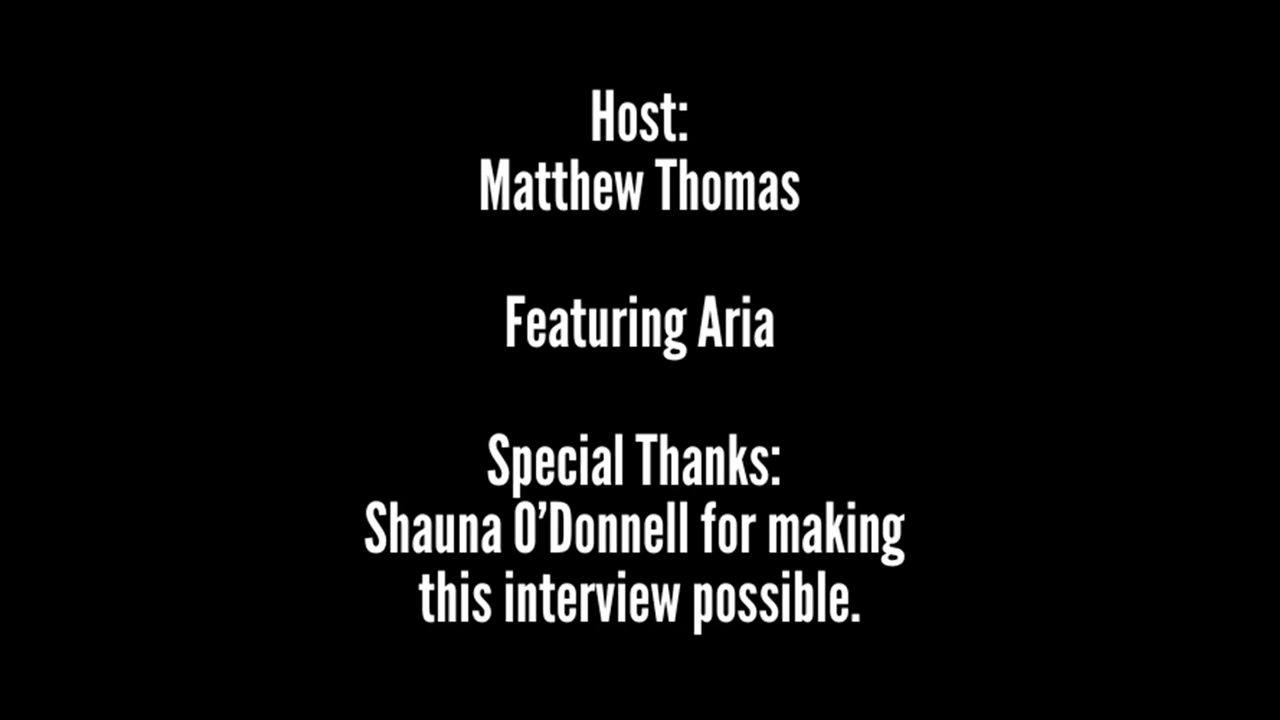 Host:
Matthew Thomas
Featuring Aria
Special Thanks:
Shauna O’Donnell for making
this interview possible.